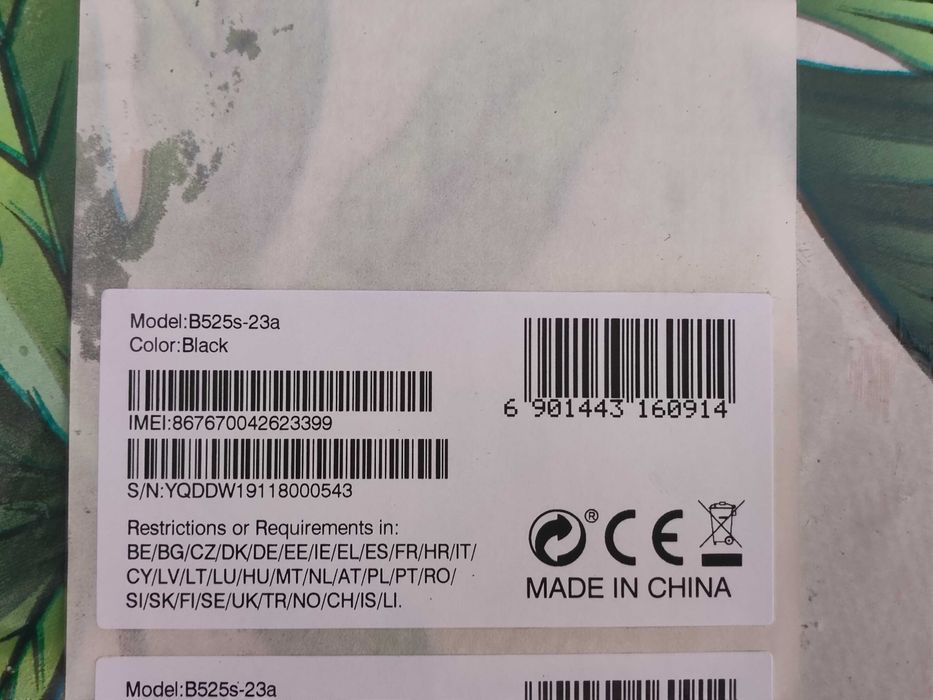 Model:B525s-23a
Color:Black
IMEI:867670042623399
S/N:YQDDW19118000543
6 901443 160914
Restrictions or Requirements in:
BE/BG/CZ/DK/DE/EE/IE/EL/ES/FR/HR/IT/
CY/LV/LT/LU/HU/MT/NL/AT/PL/PT/RO/
SI/SK/FI/SE/UK/TR/NO/CH/IS/LI.
® CE
MADE IN CHINA
Model:B525s-23a